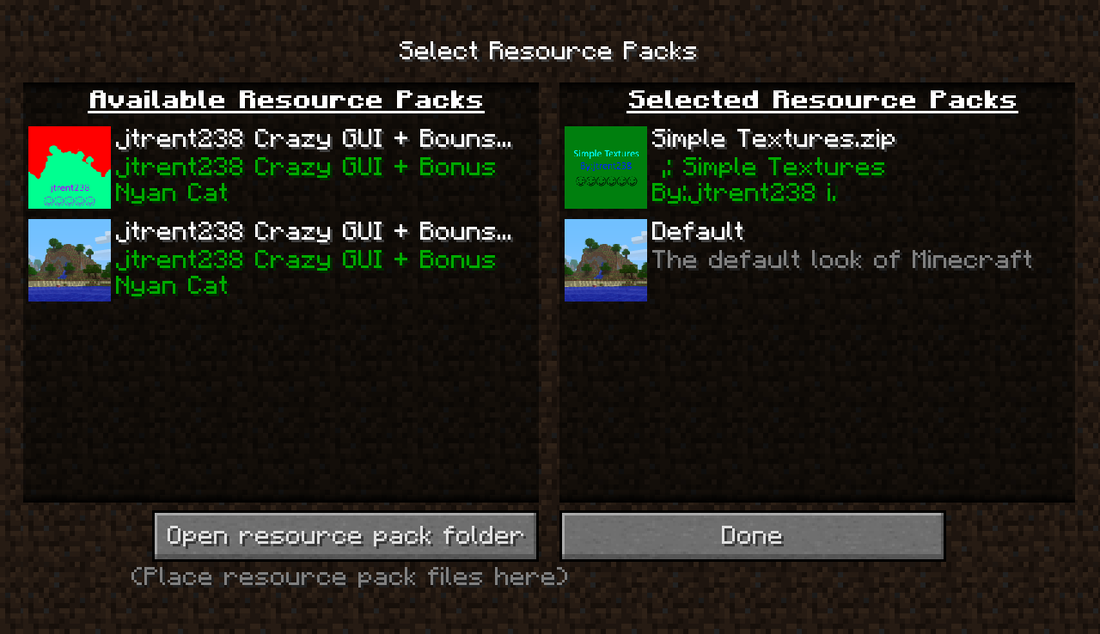 Select Resource Packs
Available Resource Packs
jtrent238 Crazy GUI + Bouns...
jtrent238 Crazy GUI + Bonus
Nyan Cat
jtrent238
jtrent238 Crazy GUI + Bouns...
jtrent238 Crazy GUI + Bonus
Nyan Cat
Selected Resource Packs
Simple Textures.zip
Simple Textures
By:jtrent238 i.
Simple Textures
By jtrent238
Default
The default look of Minecraft
Open resource pack folder
Done
(Place resource pack files here)